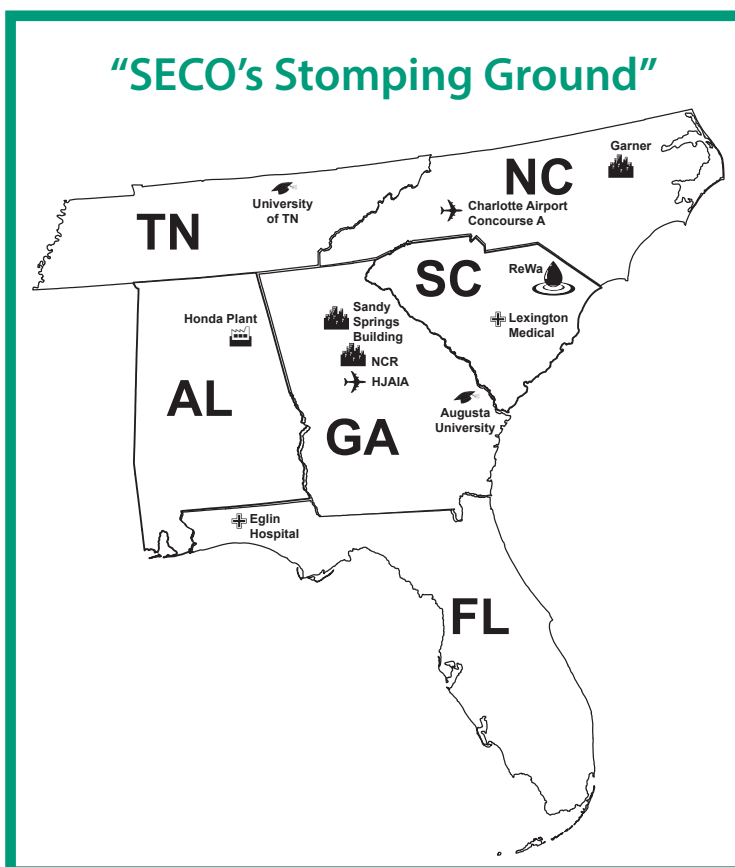 “SECO’s Stomping Ground”
Garner
NC
University
of TN
Charlotte Airport
Concourse A
TN
SC
ReWa
Sandy
Springs
Building
Honda Plant
Lexington
Medical
NCR
HJAIA
AL
GA
Augusta
University
Eglin
Hospital
FL